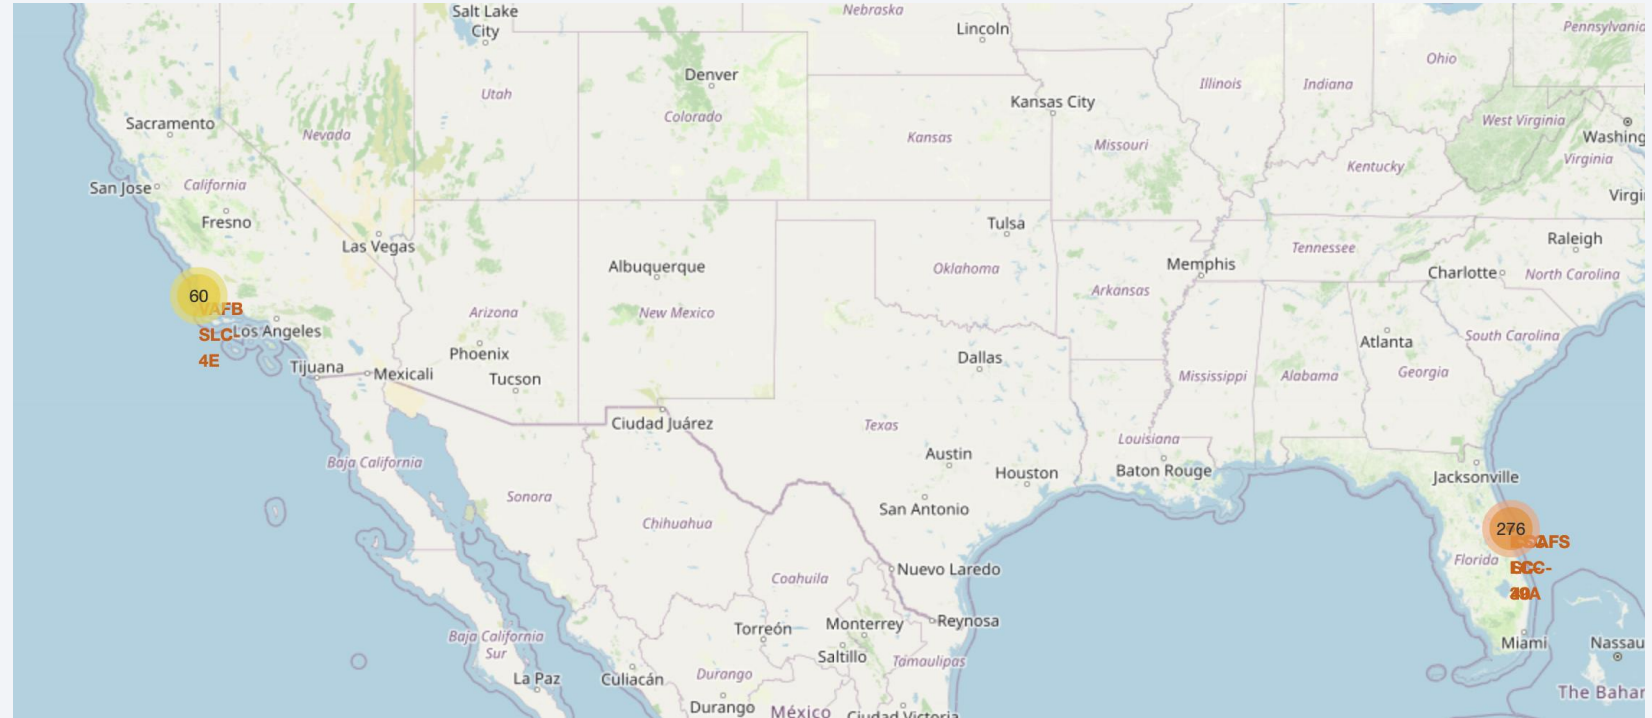 Salt Lake
City
Nebraska
Lincoln
Pennsylvania
Ohio
Denver
Illinois
Indiana
Utah
Kansas City
Colorado
West Virginia
Sacramento
Nevada
Kansas
Missouri
Washing
Virginia
Kentucky
San Jose
California
Virgi
Fresno
Tulsa
Las Vegas
Raleigh
Tennessee
Albuquerque
Oklahoma
Memphis
Charlotte
North Carolina
Arkansas
60
VAFB
SLC-
4E
Los Angeles
Arizona
New Mexico
South Carolina
Atlanta
Phoenix
Dallas
Tijuana
Mexicali
Tucson
Mississippi
Alabama
Georgia
Ciudad Juárez
Texas
Louisiana
Austin
Baja California
Houston
Baton Rouge
Jacksonville
Sonora
San Antonio
Chihuahua
276
Florida
Nuevo Laredo
Coahuila
Reynosa
Torreón
Monterrey
Baja California
Sur
Saltillo
Tamaulipas
Miami
Nassau
Durango
La Paz
Culiacán
The Bahar
Durango
México
Ciudad Victoria